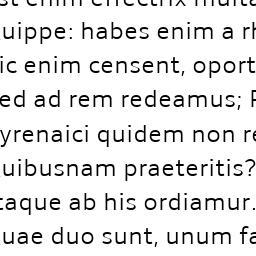 st enim effectrix multa
uippe: habes enim a rh
ic enim censent, oport
ed ad rem redeamus;
yrenaici quidem non re
uibusnam praeteritis?
taque ab his ordiamur.
uae duo sunt, unum fa